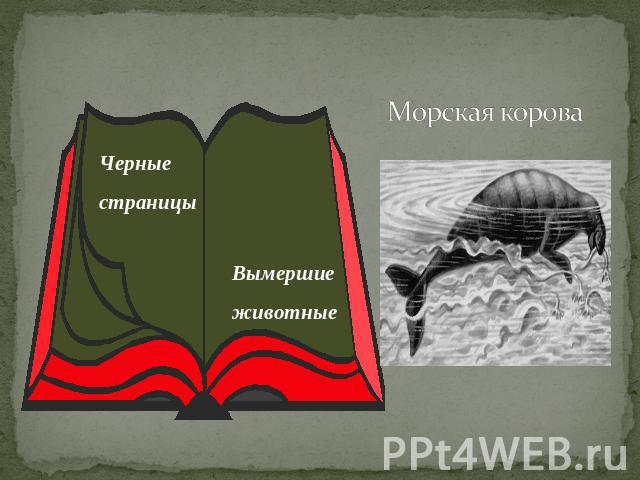 Морская корова
Черные
страницы
Вымершие
животные
PPt4WEB.ru